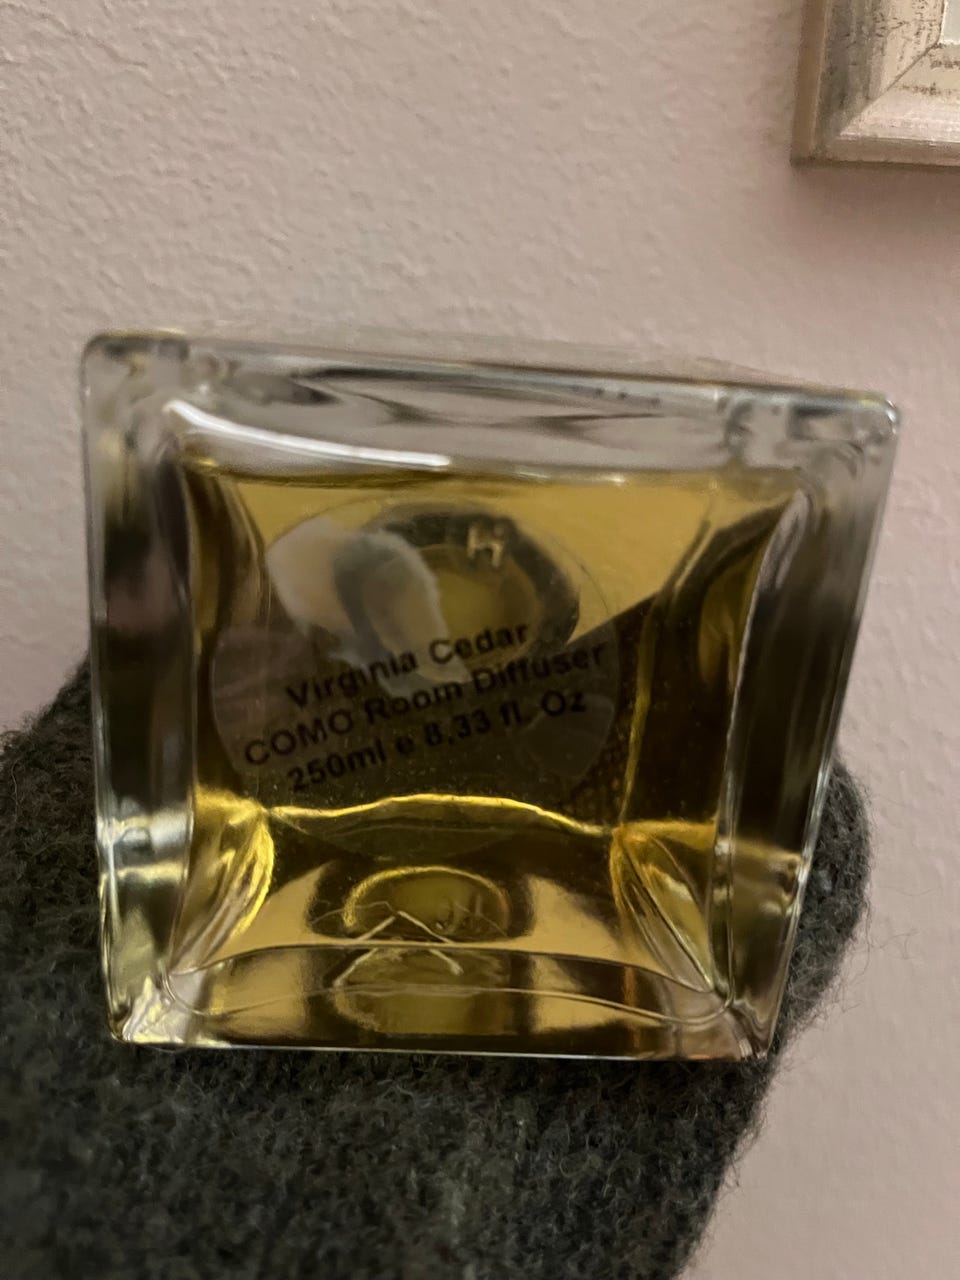 Virginia Cedar
COMO Room Diffuser
250ml e 8,33 fl. Oz